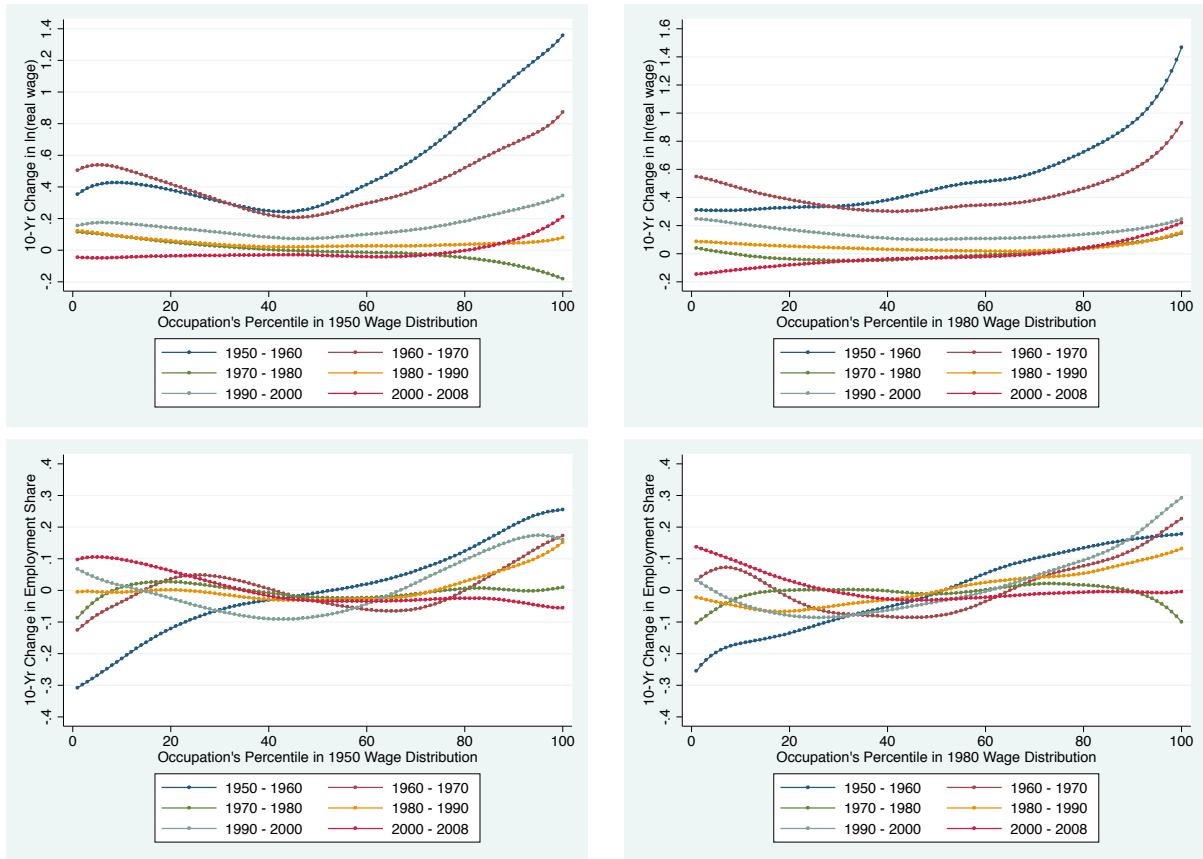 10-Yr Change in ln(real wage)
1.4
1.2
1
.8
.6
.4
.2
0
-.2
0 20 40 60 80 100
Occupation's Percentile in 1950 Wage Distribution
1950 - 1960 1960 - 1970
1970 - 1980 1980 - 1990
1990 - 2000 2000 - 2008
10-Yr Change in ln(real wage)
1.6
1.4
1.2
1
.8
.6
.4
.2
0
-.2
0 20 40 60 80 100
Occupation's Percentile in 1980 Wage Distribution
1950 - 1960 1960 - 1970
1970 - 1980 1980 - 1990
1990 - 2000 2000 - 2008
10-Yr Change in Employment Share
.4
.3
.2
.1
0
-.1
-.2
-.3
-.4
0 20 40 60 80 100
Occupation's Percentile in 1950 Wage Distribution
1950 - 1960 1960 - 1970
1970 - 1980 1980 - 1990
1990 - 2000 2000 - 2008
10-Yr Change in Employment Share
.4
.3
.2
.1
0
-.1
-.2
-.3
-.4
0 20 40 60 80 100
Occupation's Percentile in 1980 Wage Distribution
1950 - 1960 1960 - 1970
1970 - 1980 1980 - 1990
1990 - 2000 2000 - 2008